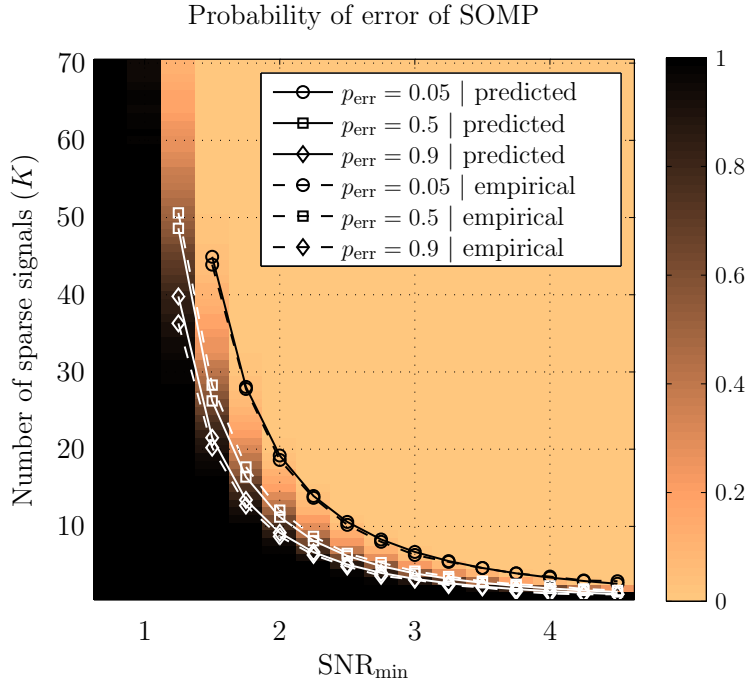 Probability of error of SOMP
Number of sparse signals (K)
70
60
50
40
30
20
10
p_err = 0.05 | predicted
p_err = 0.5 | predicted
p_err = 0.9 | predicted
p_err = 0.05 | empirical
p_err = 0.5 | empirical
p_err = 0.9 | empirical
1
0.8
0.6
0.4
0.2
0
1 2 3 4
SNR_min